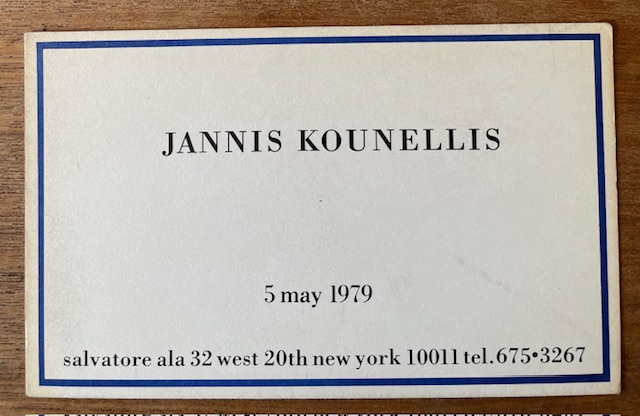 JANNIS KOUNELLIS
5 may 1979
salvatore ala 32 west 20th new york 10011 tel. 675•3267